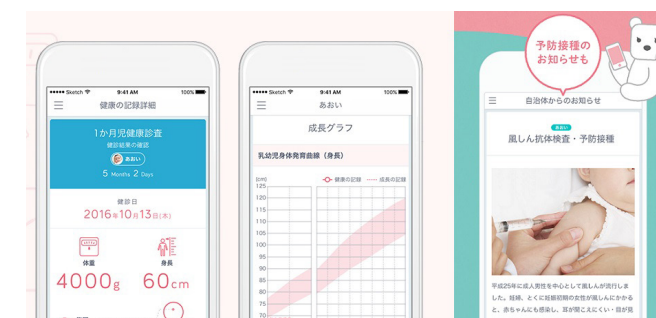 ●●●●● Sketch 9:41 AM 100%
健康の記録詳細
1か月児健康診査
健診結果の確認
あおい
5 Months 2 Days
健診日
2016年10月13日(木)
体重
身長
4000g
60cm
●●●●● Sketch 9:41 AM 100%
あおい
成長グラフ
乳幼児身体発育曲線（身長）
(cm)
健康の記録
成長の記録
125
120
115
110
105
100
95
90
85
80
75
70
予防接種の
お知らせも
自治体からのお知らせ
あおい
風しん抗体検査・予防接種
平成25年に成人男性を中心として風しんが流行しま
した。妊婦、とくに妊娠初期の女性が風しんにかかる
と、赤ちゃんにも感染し、耳が聞こえにくい・目が見